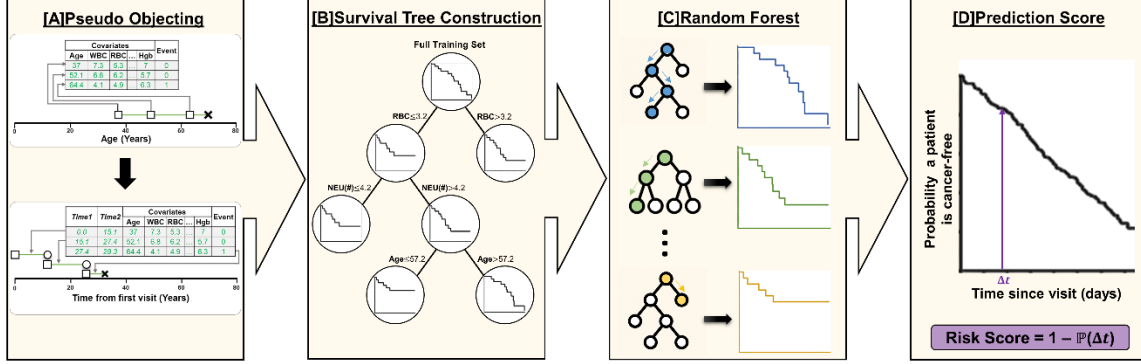 [A]Pseudo Objecting
Covariates Event
Age WBC RBC ... Hgb
37 7.3 5.3 ... 7 0
52.1 6.8 6.2 ... 5.7 0
64.4 4.1 4.9 ... 6.3 1
0 20 40 60 80
Age (Years)
Time1 Time2 Covariates Event
Age WBC RBC ... Hgb
0.0 15.1 37 7.3 5.3 ... 7 0
15.1 27.4 52.1 6.8 6.2 ... 5.7 0
27.4 29.3 64.4 4.1 4.9 ... 6.3 1
0 20 40 60 80
Time from first visit (Years)
[B]Survival Tree Construction
Full Training Set
RBC≤3.2 RBC>3.2
NEU(#)≤4.2 NEU(#)>4.2
Age≤57.2 Age>57.2
[C]Random Forest
[D]Prediction Score
Probability a patient
is cancer-free
Δt
Time since visit (days)
Risk Score = 1 – ℙ(Δt)